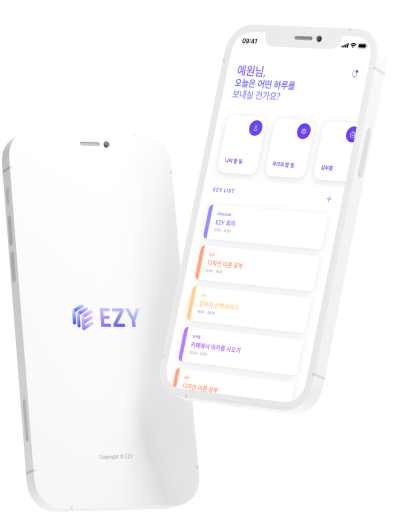 09:41
예원님,
오늘은 어떤 하루를
보내실 건가요?
나의 할 일
우리의 할 일
심부름
EZY LIST
EZY 회의
디자인 이론 공부
강아지 산책시키기
카페에서 마카롱 사오기
디자인 이론 공부
EZY
Copyright © EZY